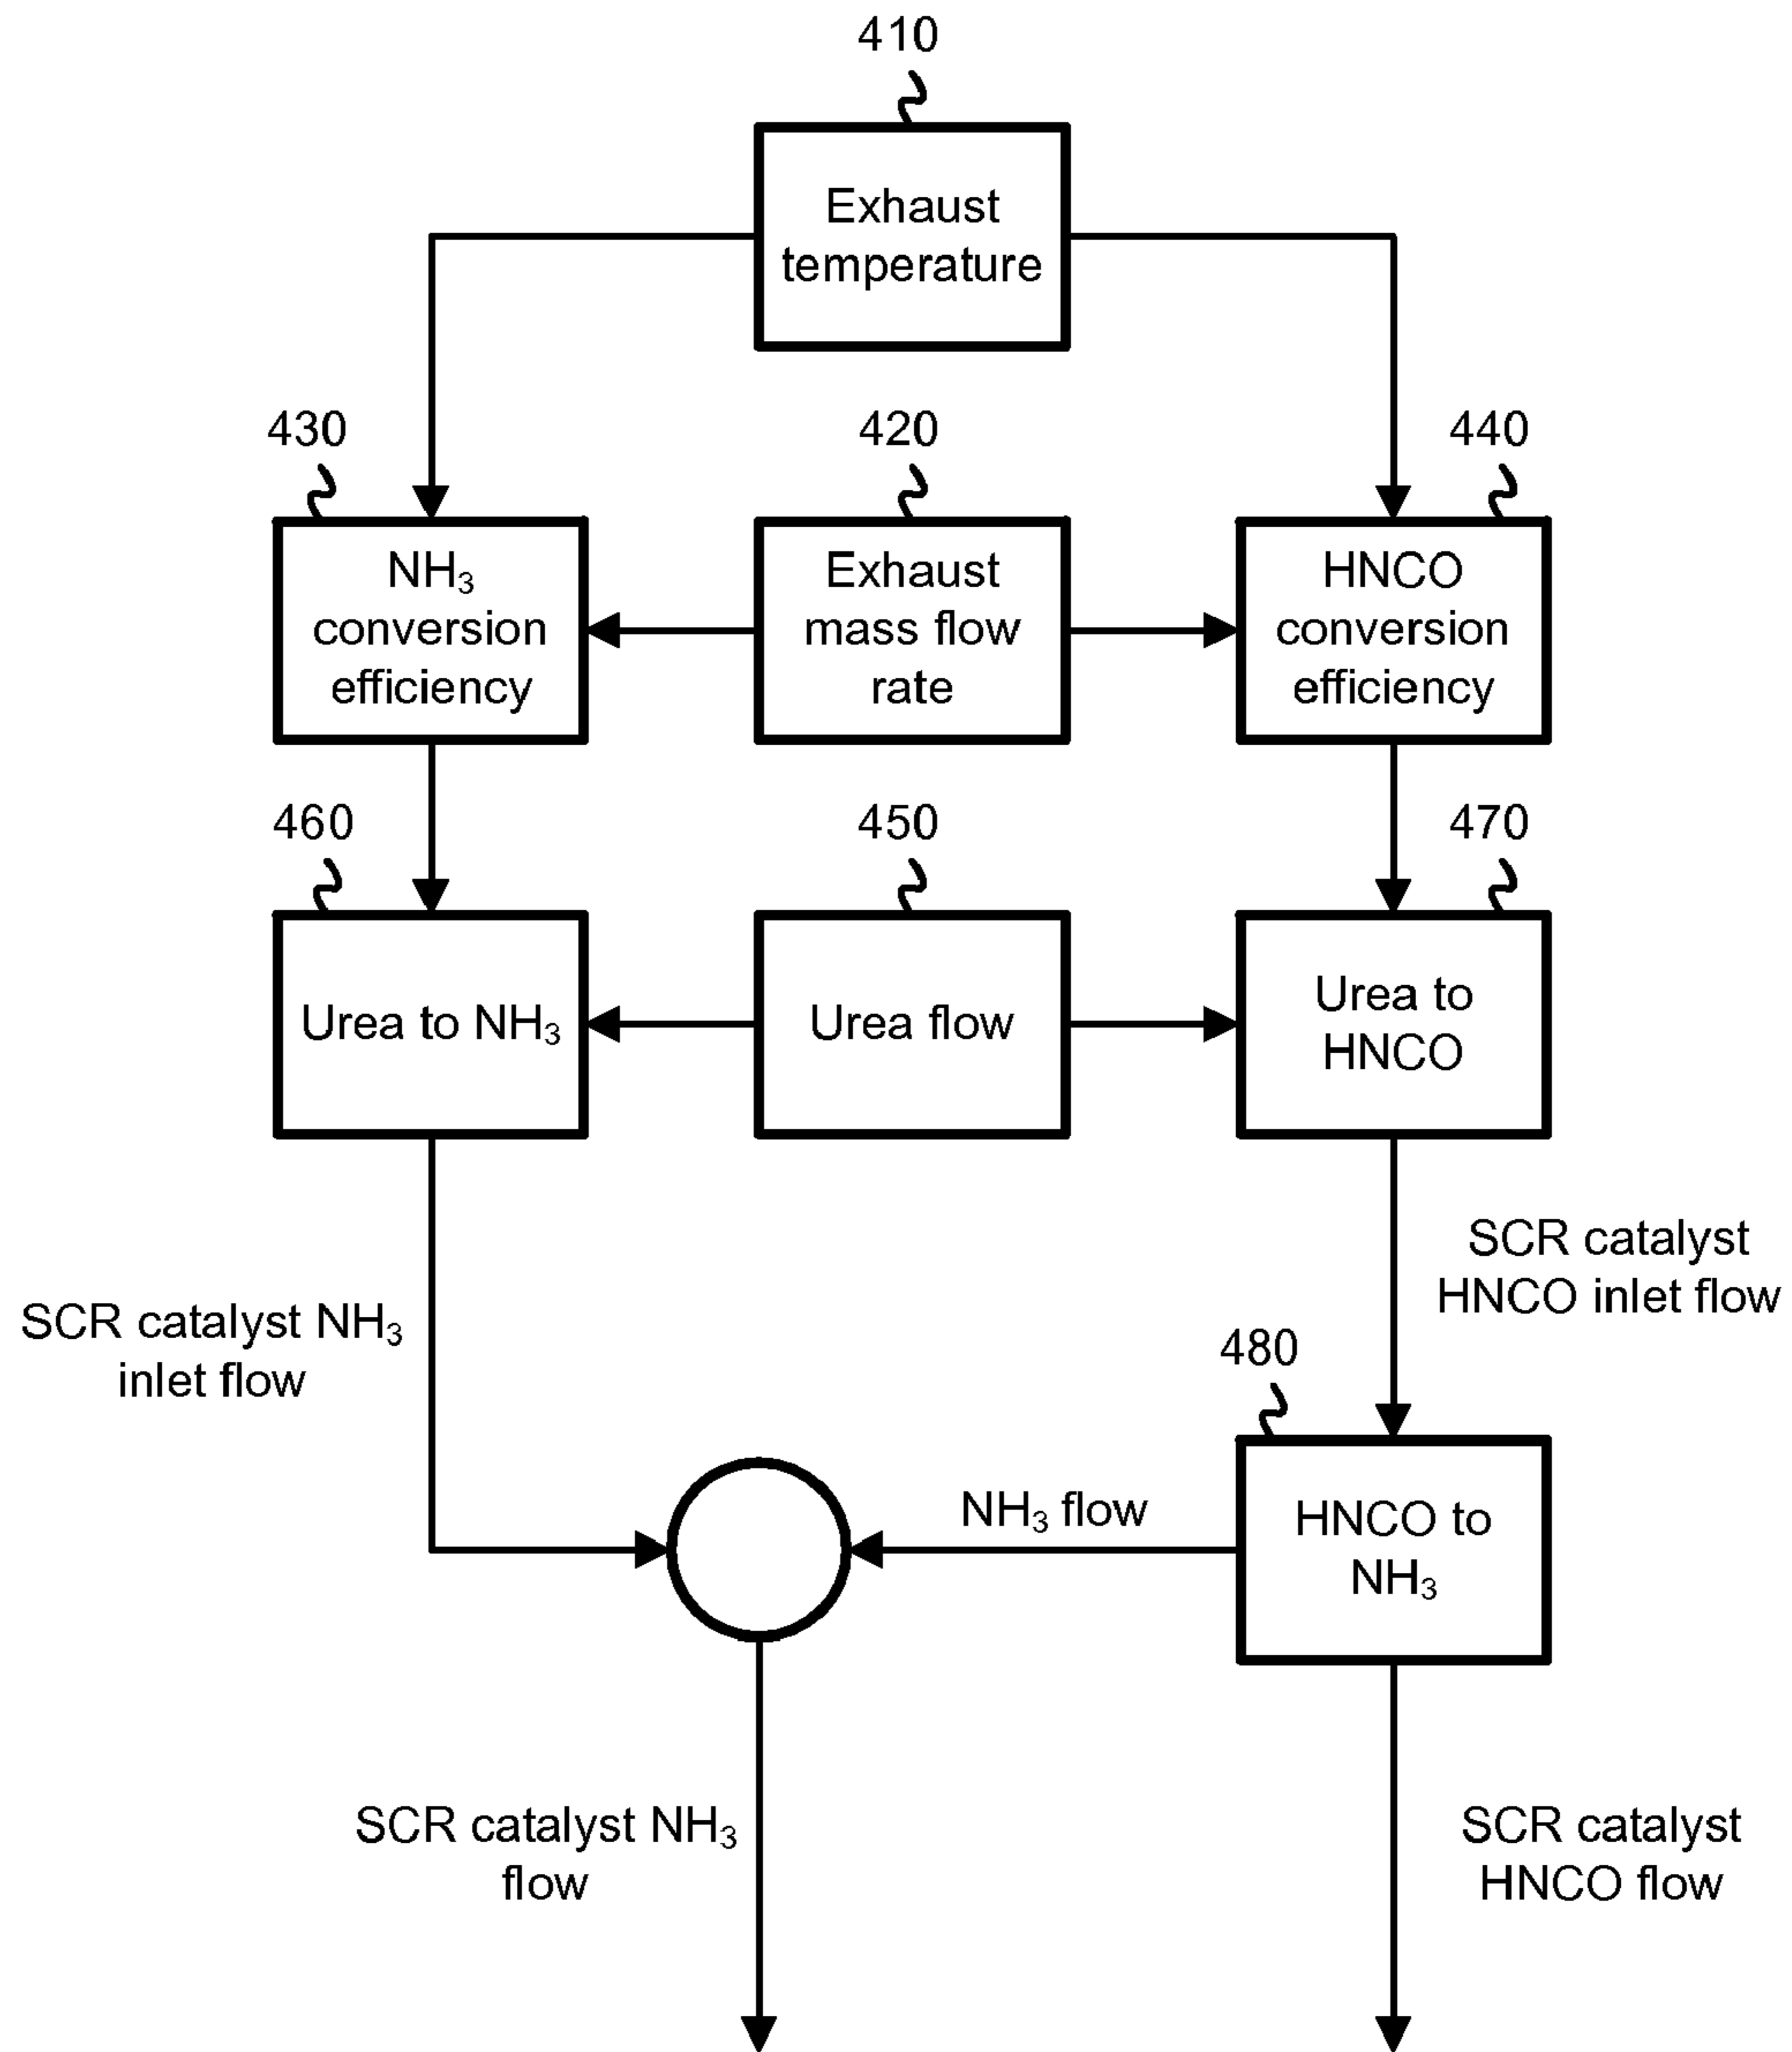 410
Exhaust
temperature
430
420
440
NH₃
conversion
efficiency
Exhaust
mass flow
rate
HNCO
conversion
efficiency
460
450
470
Urea to NH₃
Urea flow
Urea to
HNCO
SCR catalyst
HNCO inlet flow
SCR catalyst NH₃
inlet flow
480
NH₃ flow
HNCO to
NH₃
SCR catalyst NH₃
flow
SCR catalyst
HNCO flow